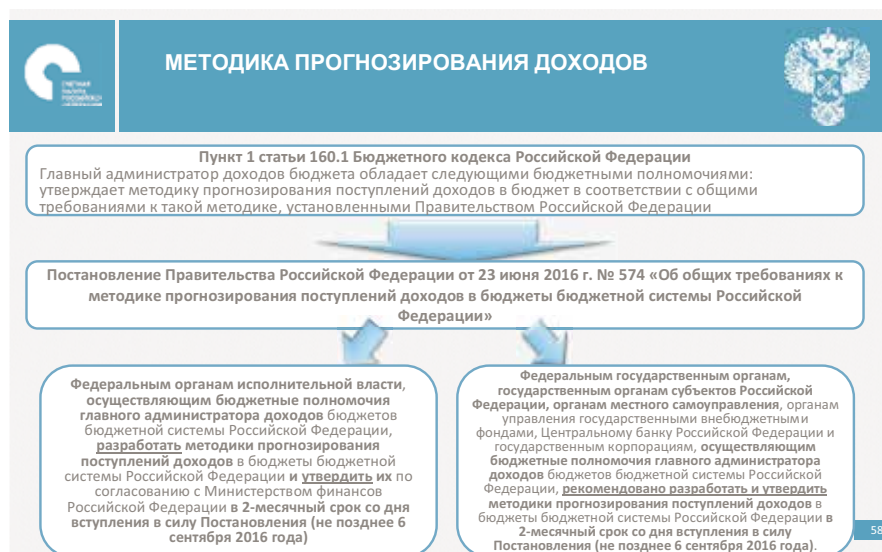 МЕТОДИКА ПРОГНОЗИРОВАНИЯ ДОХОДОВ
СЧЕТНАЯ
ПАЛАТА
Пункт 1 статьи 160.1 Бюджетного кодекса Российской Федерации
Главный администратор доходов бюджета обладает следующими бюджетными полномочиями:
утверждает методику прогнозирования поступлений доходов в бюджет в соответствии с общими
требованиями к такой методике, установленными Правительством Российской Федерации
Постановление Правительства Российской Федерации от 23 июня 2016 г. № 574 «Об общих требованиях к
методике прогнозирования поступлений доходов в бюджеты бюджетной системы Российской
Федерации»
Федеральным органам исполнительной власти,
осуществляющим бюджетные полномочия
главного администратора доходов бюджетов
бюджетной системы Российской Федерации,
разработать методики прогнозирования
поступлений доходов в бюджеты бюджетной
системы Российской Федерации и утвердить их по
согласованию с Министерством финансов
Российской Федерации в 2-месячный срок со дня
вступления в силу Постановления (не позднее 6
сентября 2016 года)
Федеральным государственным органам,
государственным органам субъектов Российской
Федерации, органам местного самоуправления, органам
управления государственными внебюджетными
фондами, Центральному банку Российской Федерации и
государственным корпорациям, осуществляющим
бюджетные полномочия главного администратора
доходов бюджетов бюджетной системы Российской
Федерации, рекомендовано разработать и утвердить
методики прогнозирования поступлений доходов в
бюджеты бюджетной системы Российской Федерации в
2-месячный срок со дня вступления в силу
Постановления (не позднее 6 сентября 2016 года).
58